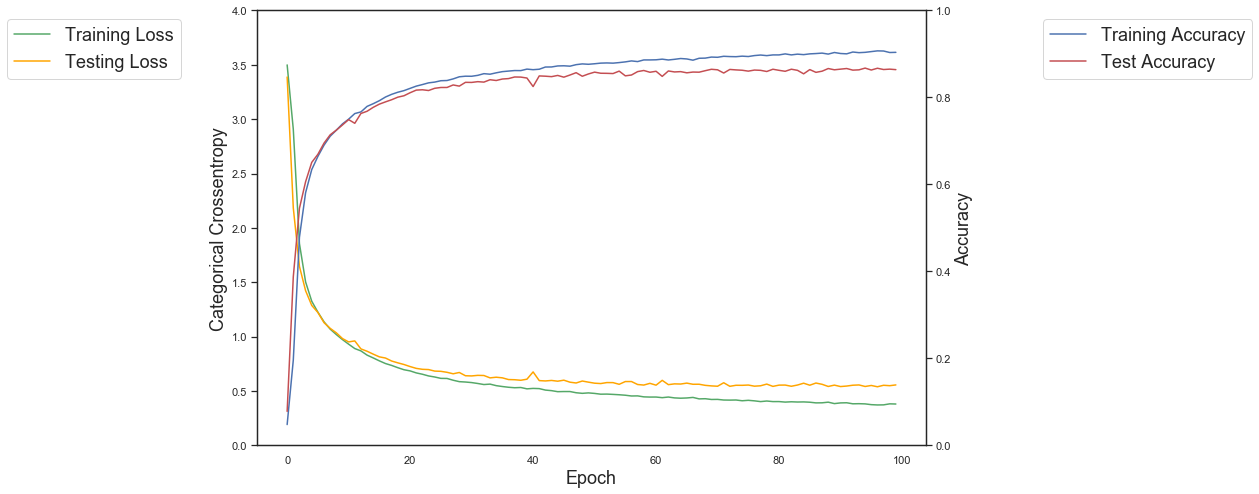 Training Loss
Testing Loss
Training Accuracy
Test Accuracy
Categorical Crossentropy
4.0
3.5
3.0
2.5
2.0
1.5
1.0
0.5
0.0
1.0
0.8
0.6
0.4
0.2
0.0
Accuracy
0 20 40 60 80 100
Epoch